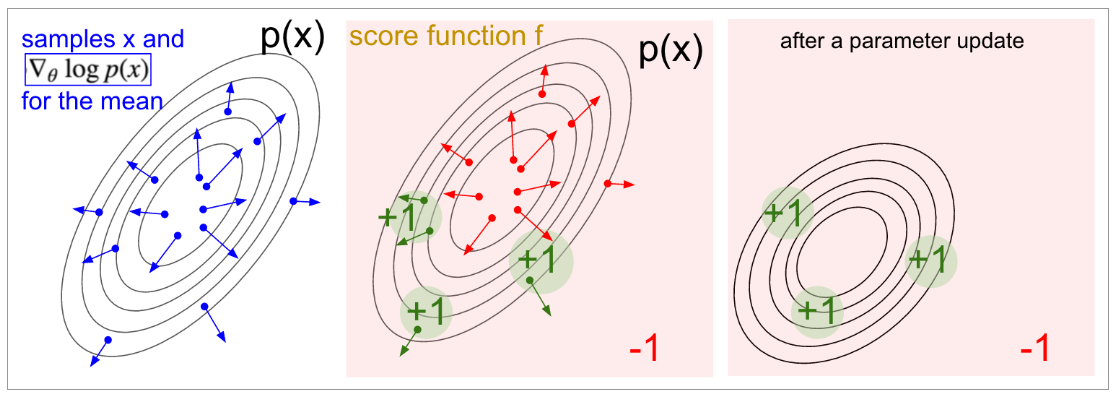 samples x and
∇θ log p(x)
for the mean
p(x)
score function f
p(x)
+1
+1
+1
-1
after a parameter update
+1
+1
+1
-1